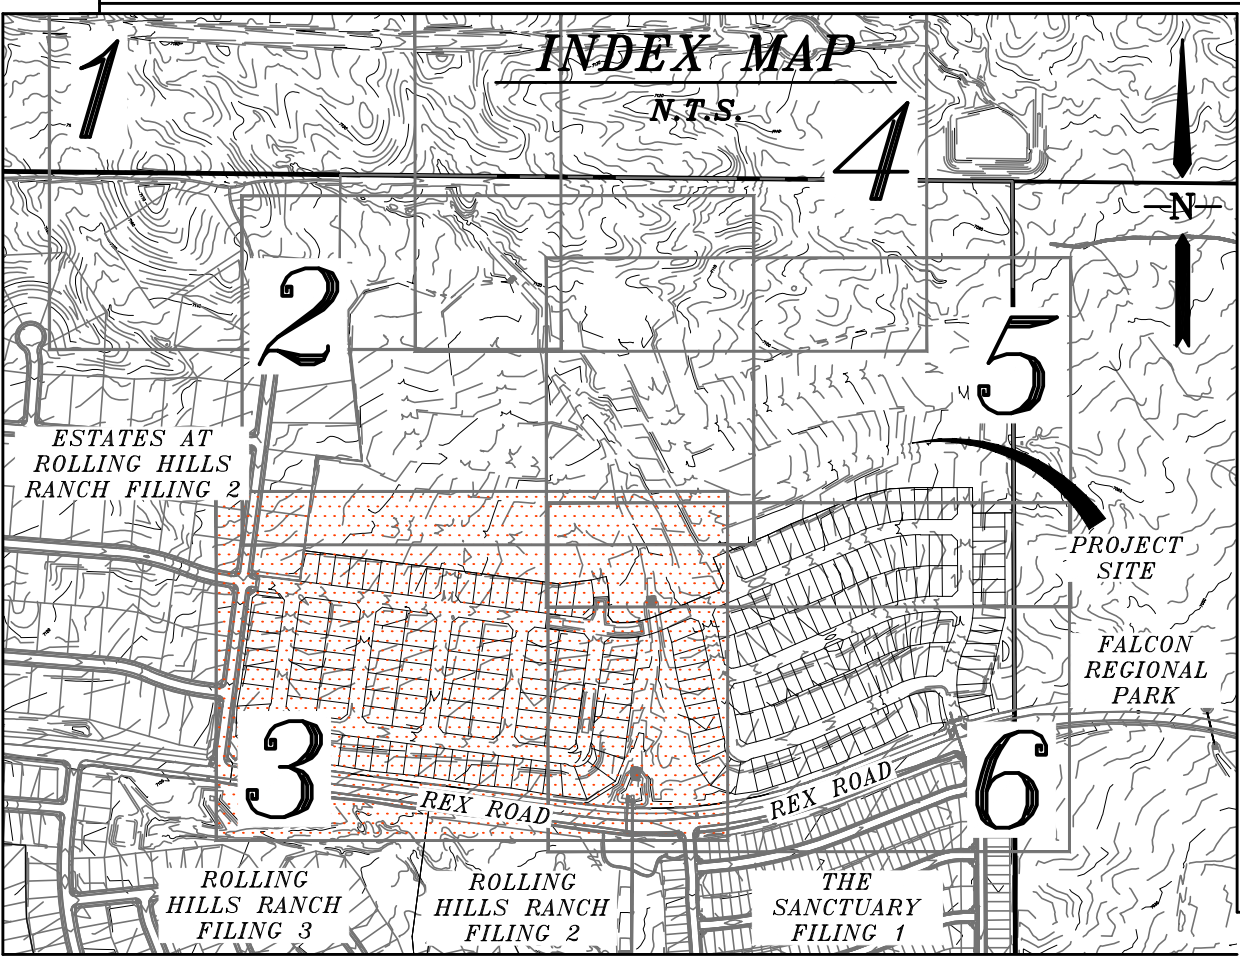 INDEX MAP
N.T.S.
1
4
N
2
5
ESTATES AT
ROLLING HILLS
RANCH FILING 2
PROJECT
SITE
FALCON
REGIONAL
PARK
3
6
REX ROAD
REX ROAD
ROLLING
HILLS RANCH
FILING 3
ROLLING
HILLS RANCH
FILING 2
THE
SANCTUARY
FILING 1